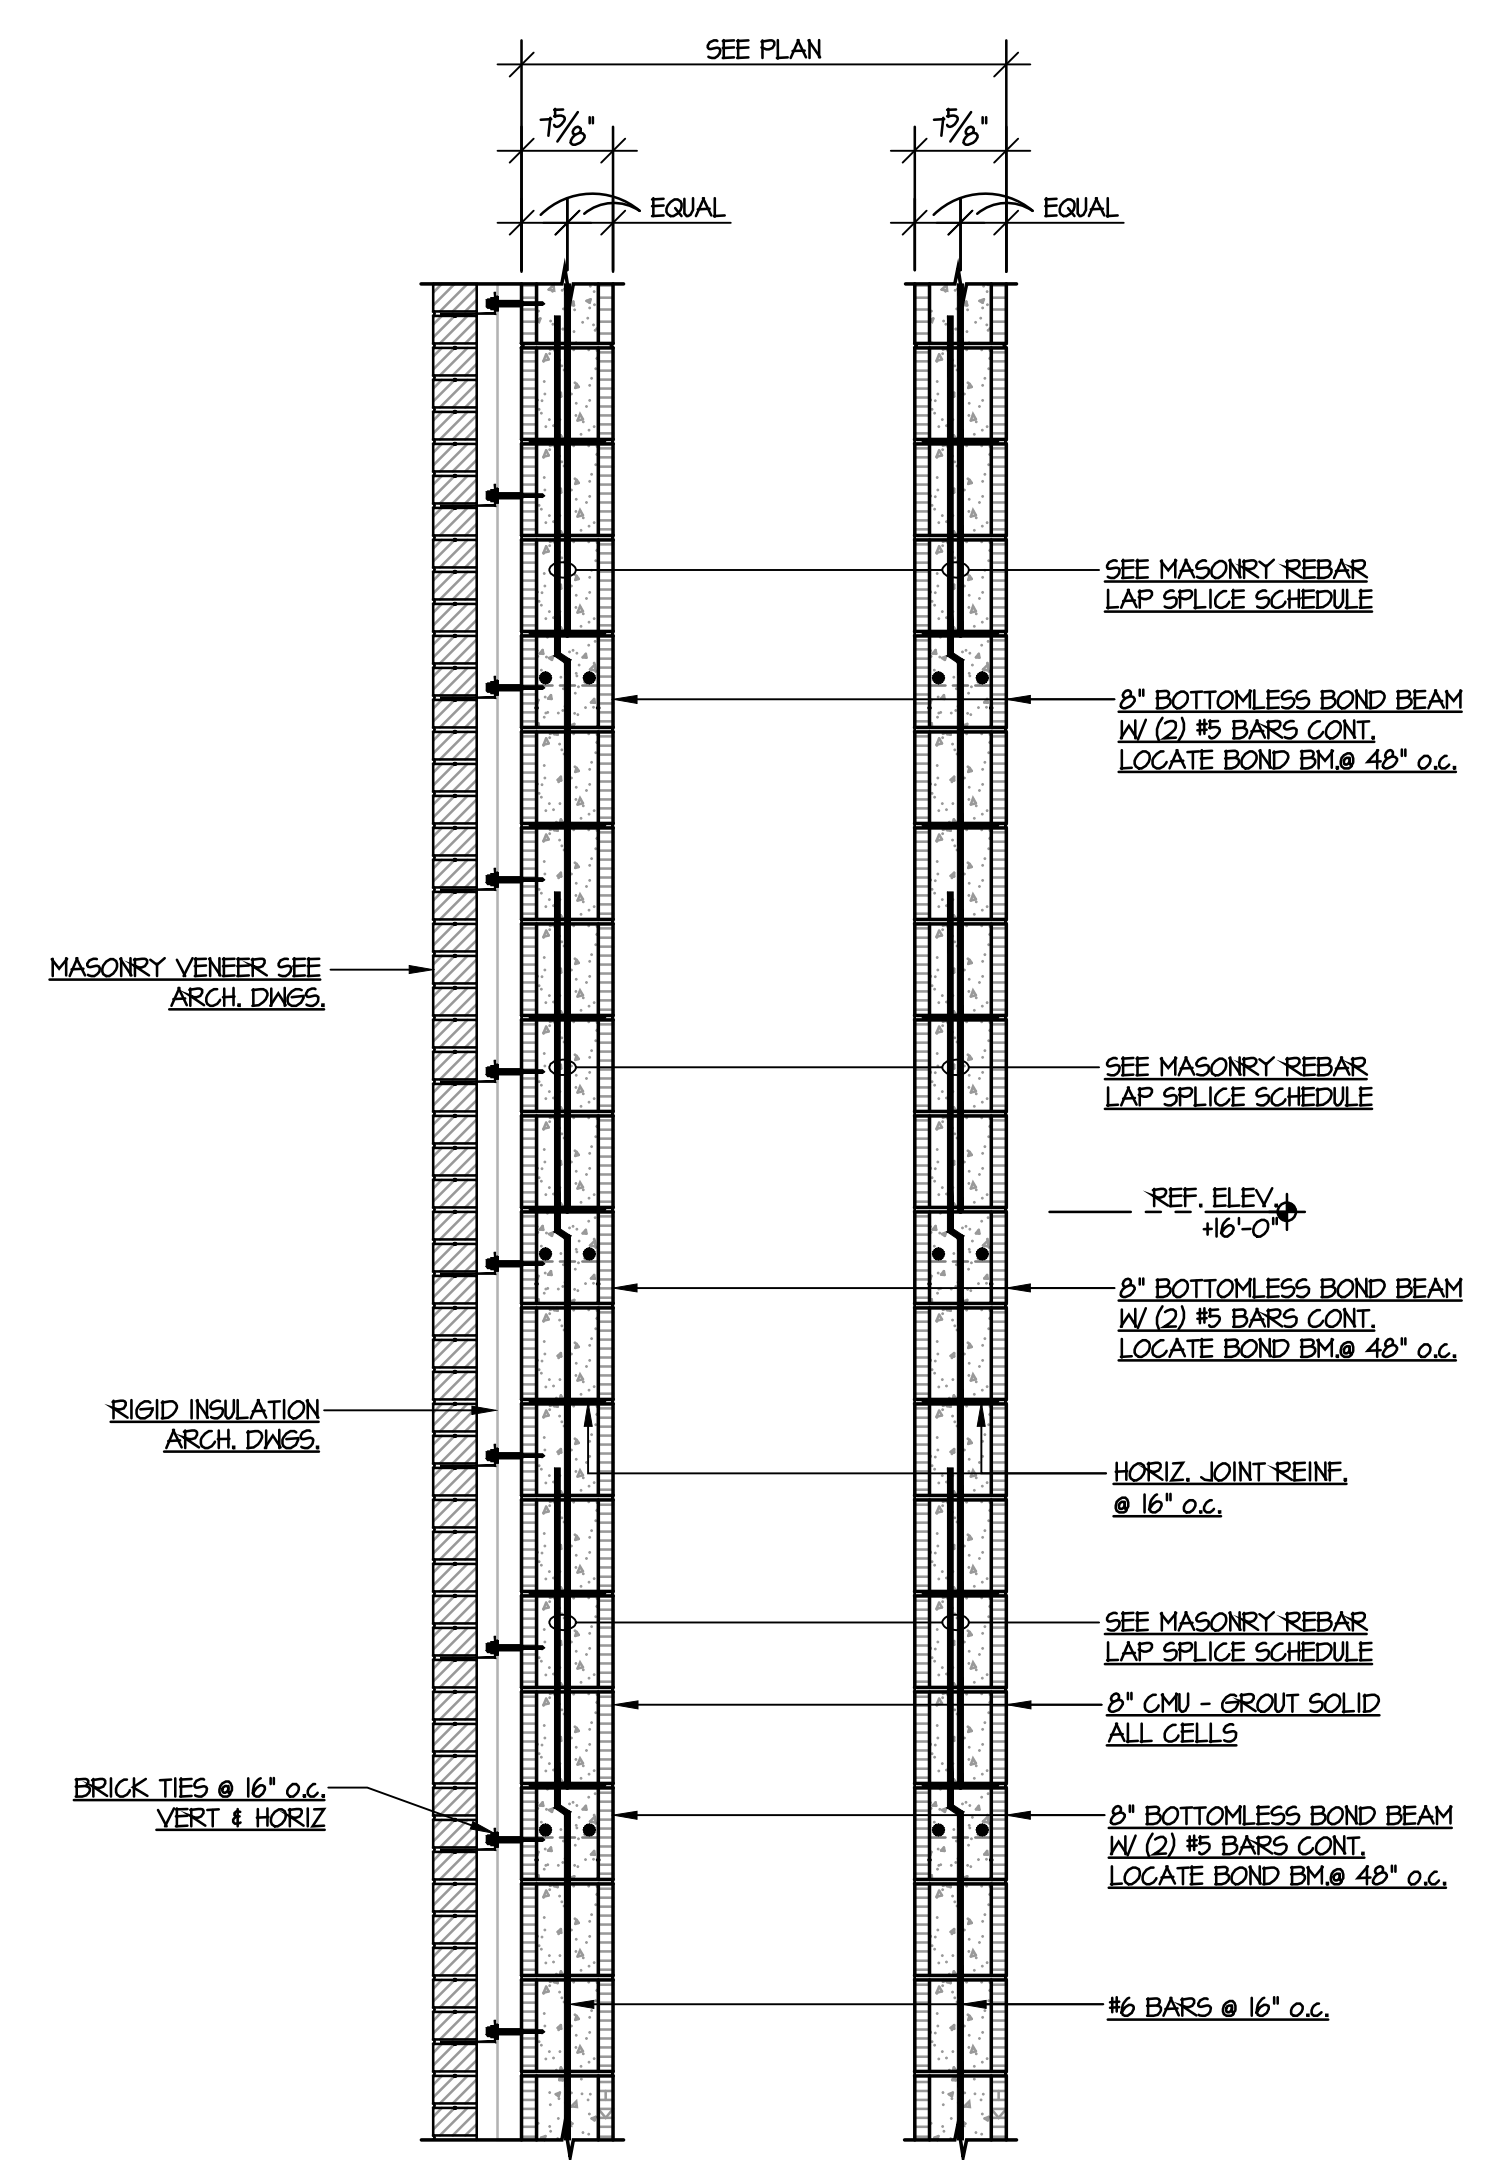 SEE PLAN
7 5/8" 7 5/8"
EQUAL EQUAL
SEE MASONRY REBAR
LAP SPLICE SCHEDULE
8" BOTTOMLESS BOND BEAM
W/ (2) #5 BARS CONT.
LOCATE BOND BM.@ 48" o.c.
MASONRY VENEER SEE
ARCH. DWGS.
SEE MASONRY REBAR
LAP SPLICE SCHEDULE
REF. ELEV.
+16'-0"
8" BOTTOMLESS BOND BEAM
W/ (2) #5 BARS CONT.
LOCATE BOND BM.@ 48" o.c.
RIGID INSULATION
ARCH. DWGS.
HORIZ. JOINT REINF.
@ 16" o.c.
SEE MASONRY REBAR
LAP SPLICE SCHEDULE
8" CMU - GROUT SOLID
ALL CELLS
BRICK TIES @ 16" o.c.
VERT & HORIZ
8" BOTTOMLESS BOND BEAM
W/ (2) #5 BARS CONT.
LOCATE BOND BM.@ 48" o.c.
#6 BARS @ 16" o.c.